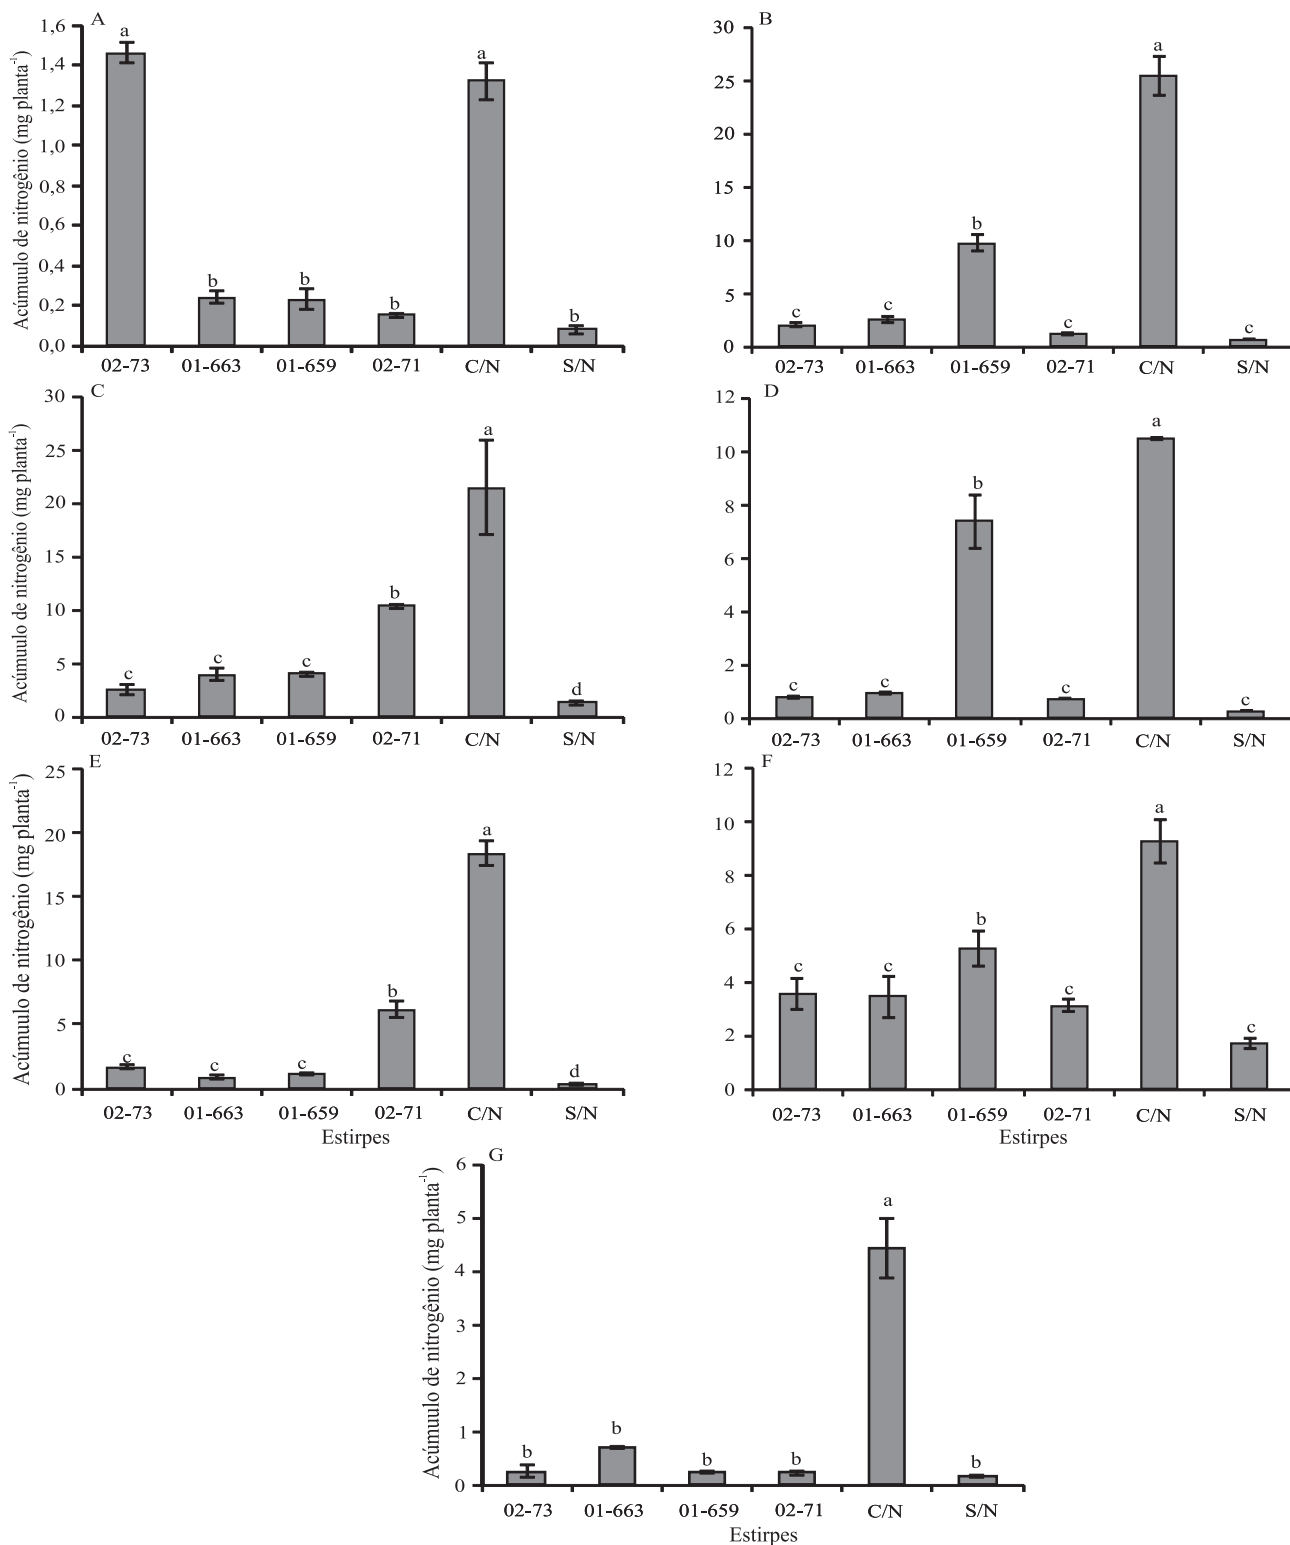 A
Acúmuulo de nitrogênio (mg planta-1)
1,6
1,4
1,2
1,0
0,8
0,6
0,4
0,2
0,0
a
b
b
b
a
b
02-73 01-663 01-659 02-71 C/N S/N
B
30
25
20
15
10
5
0
c
c
b
c
a
c
02-73 01-663 01-659 02-71 C/N S/N
C
Acúmuulo de nitrogênio (mg planta-1)
30
25
20
15
10
5
0
c
c
c
b
a
d
02-73 01-663 01-659 02-71 C/N S/N
D
12
10
8
6
4
2
0
c
c
b
c
a
c
02-73 01-663 01-659 02-71 C/N S/N
E
Acúmuulo de nitrogênio (mg planta-1)
25
20
15
10
5
0
c
c
c
b
a
d
02-73 01-663 01-659 02-71 C/N S/N
Estirpes
F
12
10
8
6
4
2
0
c
c
b
c
a
c
02-73 01-663 01-659 02-71 C/N S/N
Estirpes
G
Acúmuulo de nitrogênio (mg planta-1)
6
5
4
3
2
1
0
b
b
b
b
a
b
02-73 01-663 01-659 02-71 C/N S/N
Estirpes